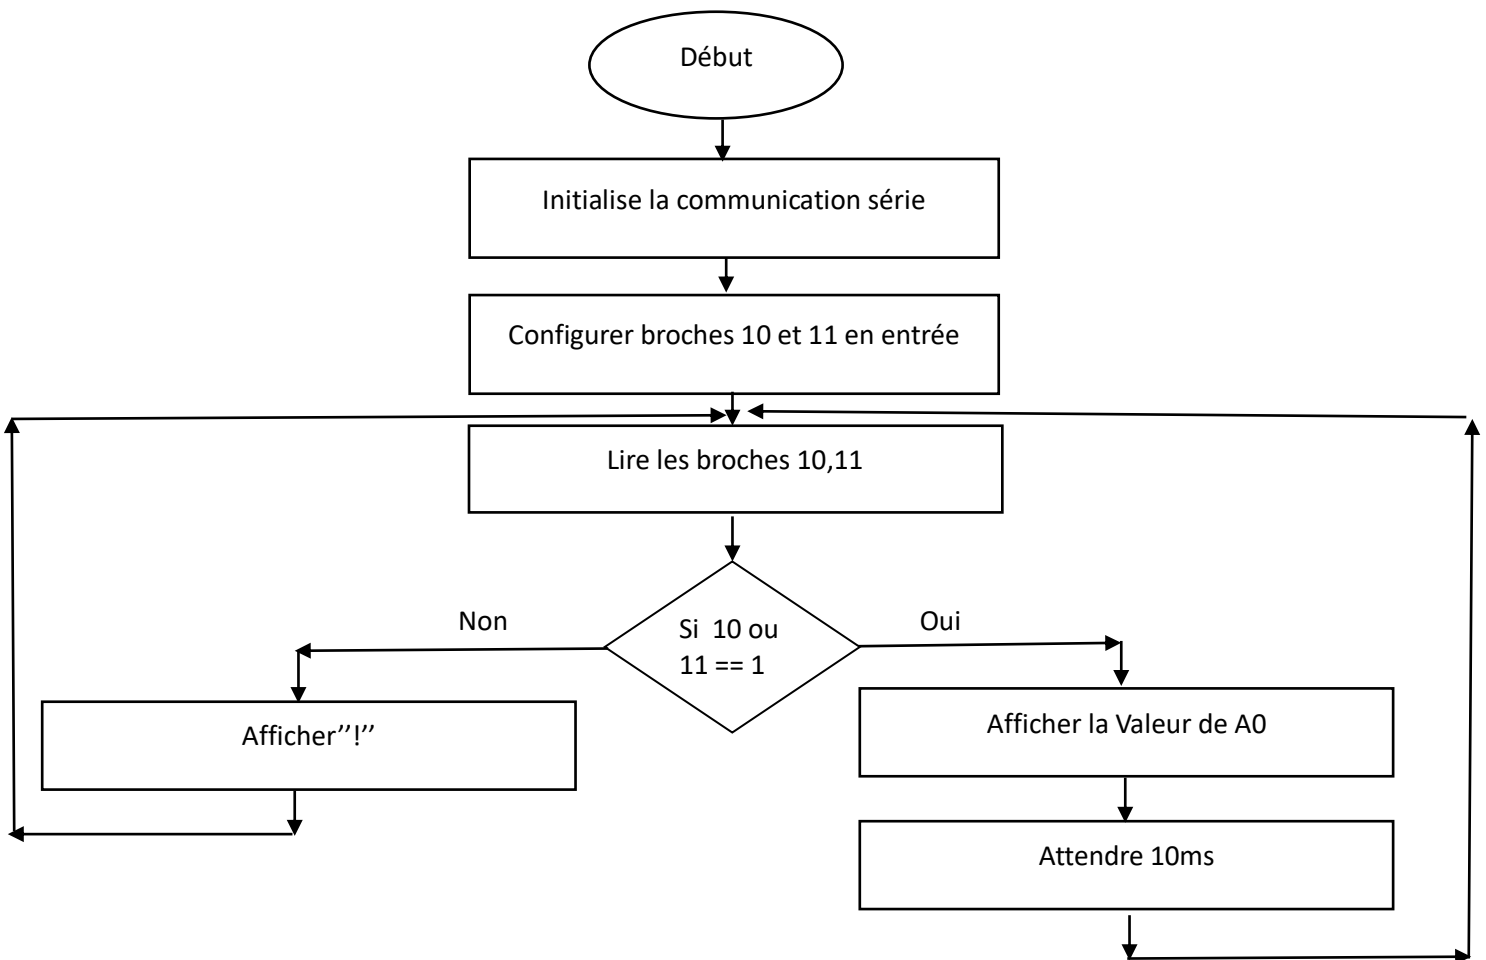 Début
Initialise la communication série
Configurer broches 10 et 11 en entrée
Lire les broches 10,11
Non
Si  10 ou
11 == 1
Oui
Afficher’’!’’
Afficher la Valeur de A0
Attendre 10ms